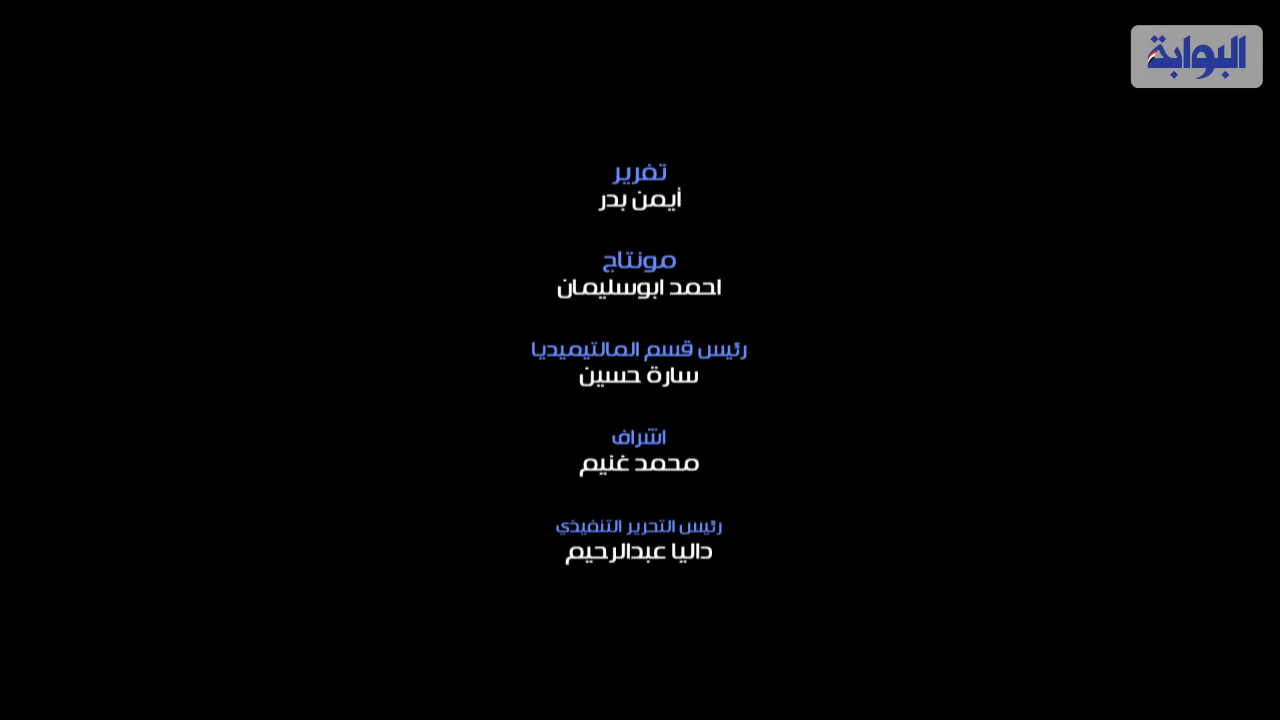 البوابة
تقرير
أيمن بدر
مونتاج
احمد ابوسليمان
رئيس قسم المالتيميديا
سارة حسين
اشراف
محمد غنيم
رئيس التحرير التنفيذي
داليا عبدالرحيم